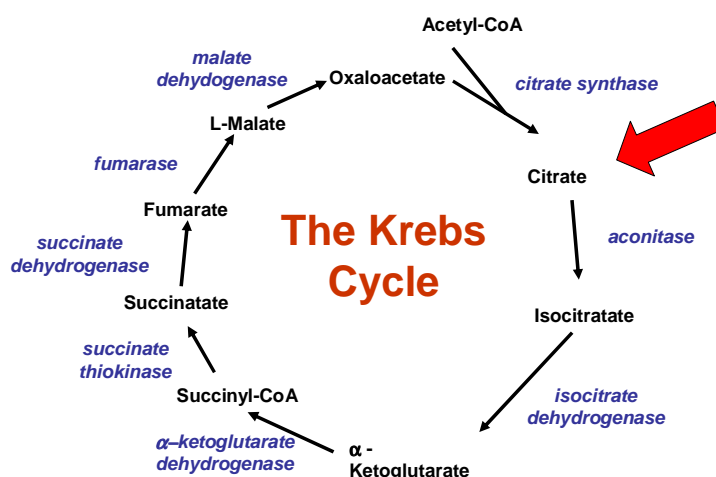 Acetyl-CoA
malate
dehydogenase
Oxaloacetate
citrate synthase
L-Malate
fumarase
Citrate
Fumarate
The Krebs
Cycle
aconitase
succinate
dehydrogenase
Succinatate
Isocitratate
succinate
thiokinase
Succinyl-CoA
isocitrate
dehydrogenase
α–ketoglutarate
dehydrogenase
α -
Ketoglutarate